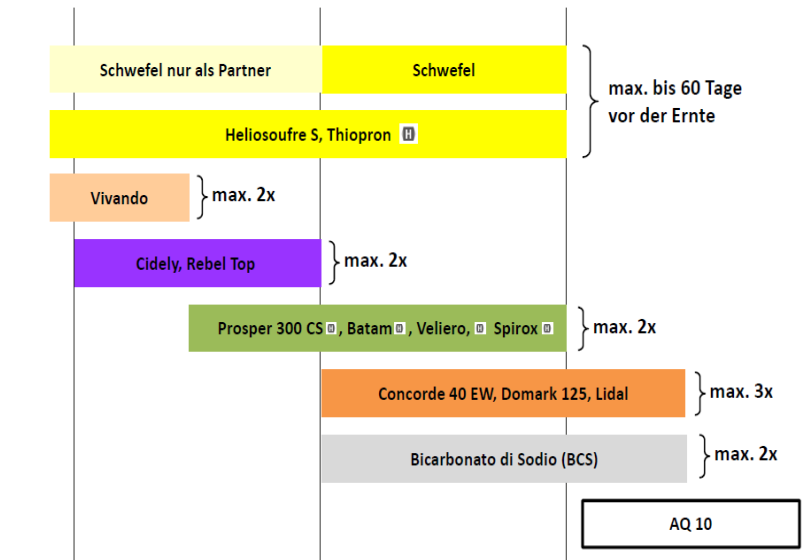 Schwefel nur als Partner
Schwefel
max. bis 60 Tage
vor der Ernte
Heliosoufre S, Thiopron H
Vivando
max. 2x
Cidely, Rebel Top
max. 2x
Prosper 300 CS H, Batam H, Veliero, H Spirox H
max. 2x
Concorde 40 EW, Domark 125, Lidal
max. 3x
Bicarbonato di Sodio (BCS)
max. 2x
AQ 10